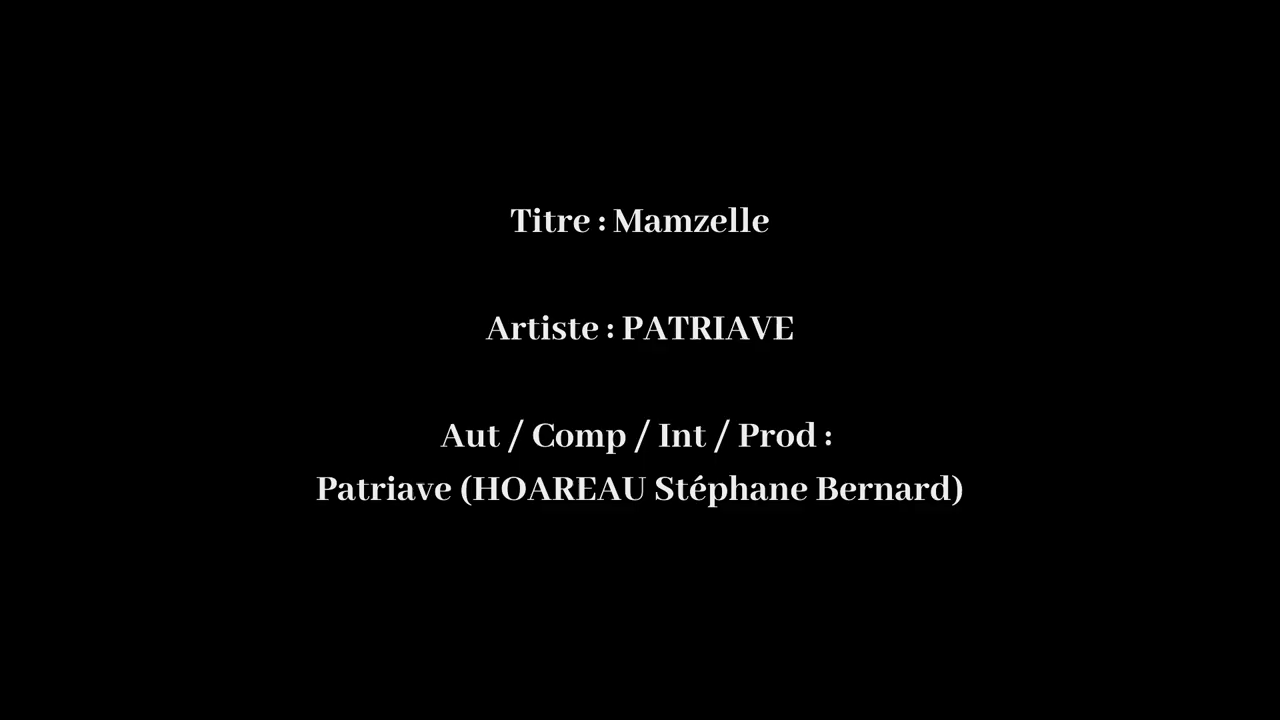 Titre : Mamzelle
Artiste : PATRIAVE
Aut / Comp / Int / Prod :
Patriave (HOAREAU Stéphane Bernard)